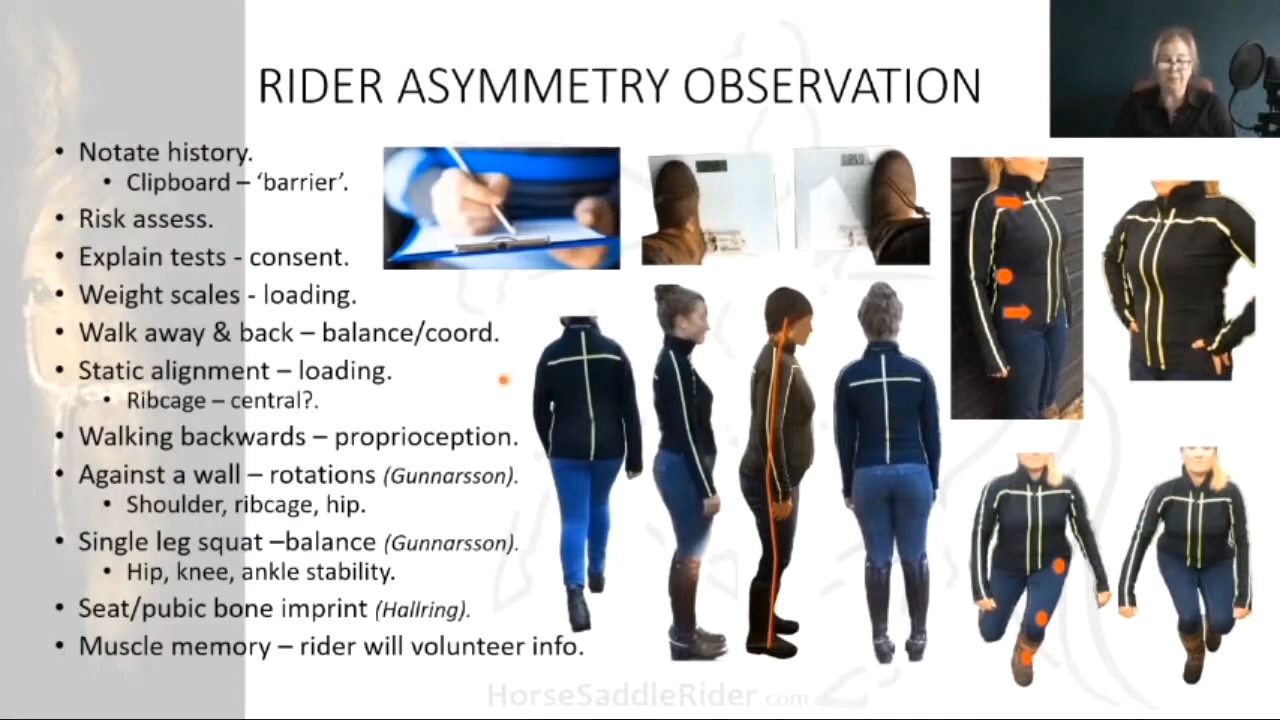 RIDER ASYMMETRY OBSERVATION
• Notate history.
• Clipboard – ‘barrier’.
• Risk assess.
• Explain tests - consent.
• Weight scales - loading.
• Walk away & back – balance/coord.
• Static alignment – loading.
• Ribcage – central?.
• Walking backwards – proprioception.
• Against a wall – rotations (Gunnarsson).
• Shoulder, ribcage, hip.
• Single leg squat –balance (Gunnarsson).
• Hip, knee, ankle stability.
• Seat/pubic bone imprint (Hallring).
• Muscle memory – rider will volunteer info.
HorseSaddleRider.com